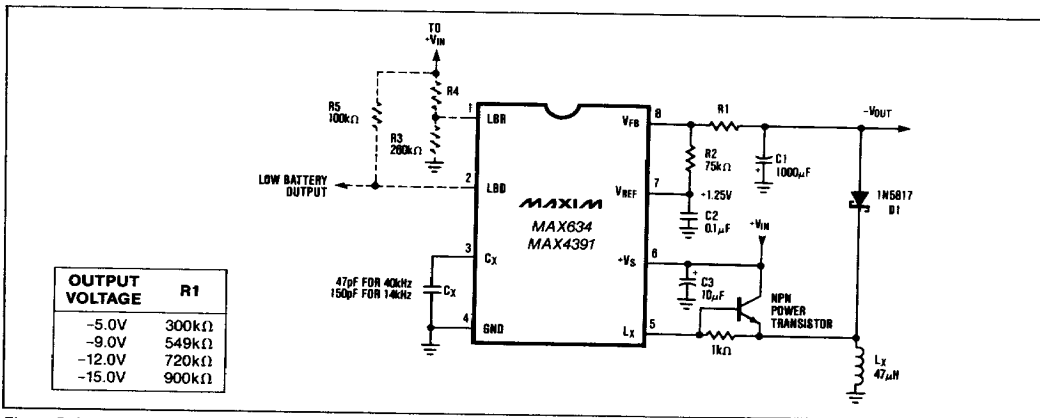 TO
+VIN
R4
R5
100kΩ
R3
260kΩ
1
LBR
2
LBD
LOW BATTERY
OUTPUT
3
CX
47pF FOR 40kHz
150pF FOR 14kHz
CX
4
GND
MAXIM
MAX634
MAX4391
VFB
8
R1
-VOUT
R2
75kΩ
C1
1000μF
+
VREF
7
+1.25V
C2
0.1μF
1N5817
D1
+VIN
+VS
6
+
C3
10μF
NPN
POWER
TRANSISTOR
LX
5
1kΩ
LX
47μH
OUTPUT
VOLTAGE R1
-5.0V 300kΩ
-9.0V 549kΩ
-12.0V 720kΩ
-15.0V 900kΩ